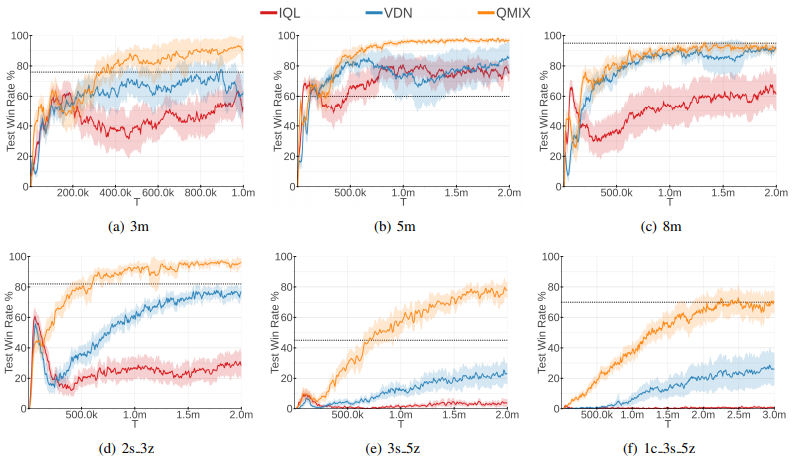 IQL VDN QMIX
100
80
60
40
20
0
Test Win Rate %
200.0k 400.0k 600.0k 800.0k 1.0m
T
(a) 3m
100
80
60
40
20
0
Test Win Rate %
500.0k 1.0m 1.5m 2.0m
T
(b) 5m
100
80
60
40
20
0
Test Win Rate %
500.0k 1.0m 1.5m 2.0m
T
(c) 8m
100
80
60
40
20
0
Test Win Rate %
500.0k 1.0m 1.5m 2.0m
T
(d) 2s_3z
100
80
60
40
20
0
Test Win Rate %
500.0k 1.0m 1.5m 2.0m
T
(e) 3s_5z
100
80
60
40
20
0
Test Win Rate %
500.0k 1.0m 1.5m 2.0m 2.5m 3.0m
T
(f) 1c_3s_5z